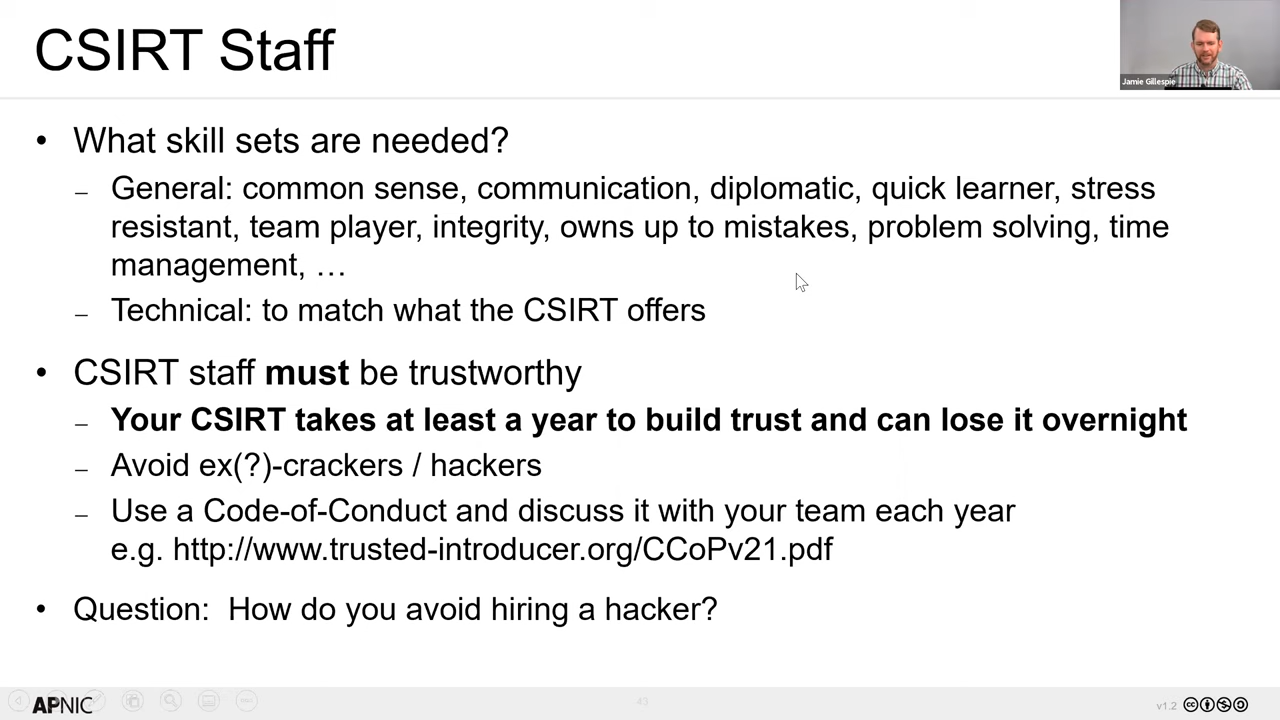 CSIRT Staff
Jamie Gillespie
• What skill sets are needed?
– General: common sense, communication, diplomatic, quick learner, stress
resistant, team player, integrity, owns up to mistakes, problem solving, time
management, …
– Technical: to match what the CSIRT offers
• CSIRT staff must be trustworthy
– Your CSIRT takes at least a year to build trust and can lose it overnight
– Avoid ex(?)-crackers / hackers
– Use a Code-of-Conduct and discuss it with your team each year
e.g. http://www.trusted-introducer.org/CCoPv21.pdf
• Question: How do you avoid hiring a hacker?
APNIC
v1.2